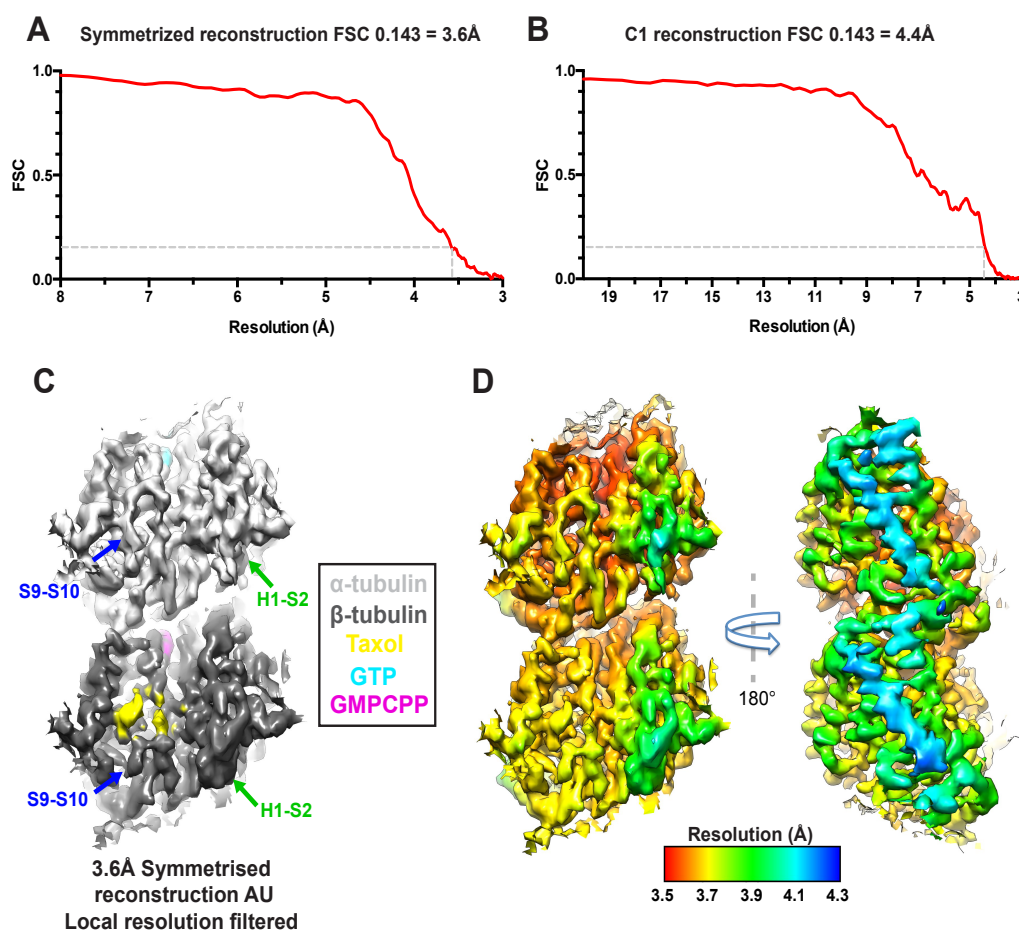 A
Symmetrized reconstruction FSC 0.143 = 3.6Å
1.0
0.5
0.0
FSC
8 7 6 5 4 3
Resolution (Å)
B
C1 reconstruction FSC 0.143 = 4.4Å
1.0
0.5
0.0
FSC
19 17 15 13 11 9 7 5 3
Resolution (Å)
C
S9-S10
H1-S2
S9-S10
H1-S2
α-tubulin
β-tubulin
Taxol
GTP
GMPCPP
3.6Å Symmetrised
reconstruction AU
Local resolution filtered
D
180°
Resolution (Å)
3.5 3.7 3.9 4.1 4.3